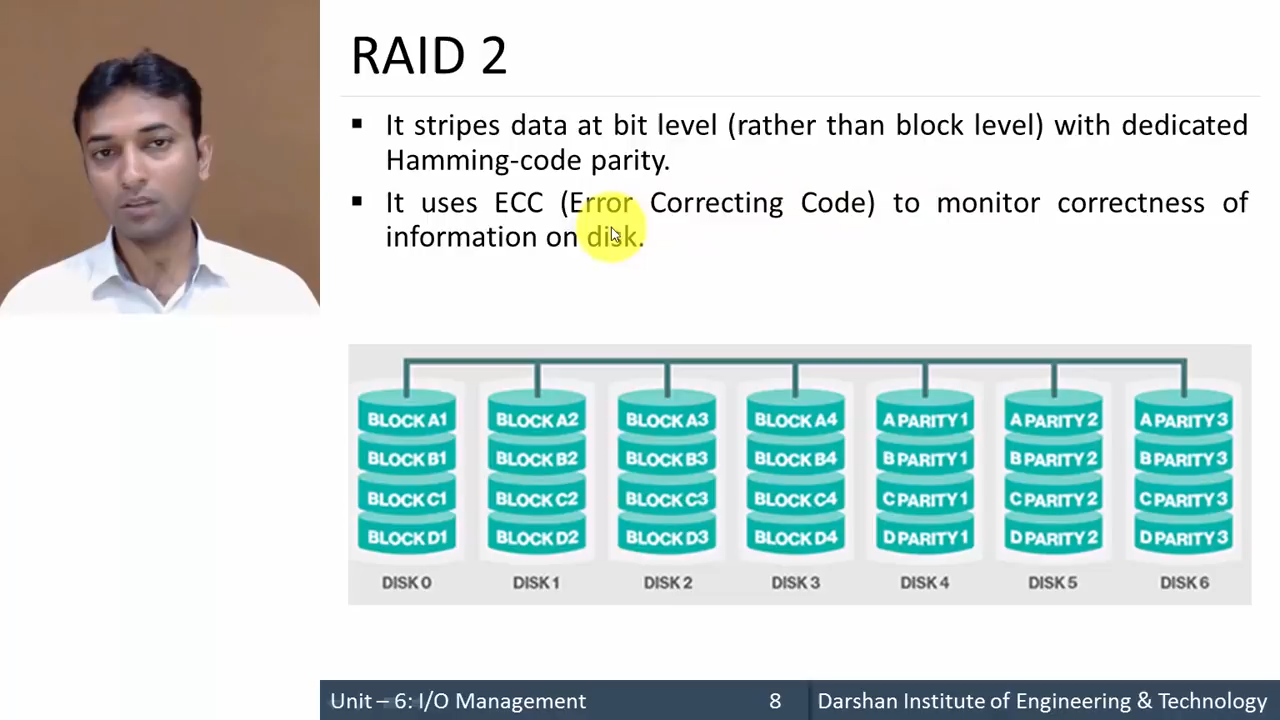 RAID 2
▪ It stripes data at bit level (rather than block level) with dedicated
Hamming-code parity.
▪ It uses ECC (Error Correcting Code) to monitor correctness of
information on disk.
BLOCK A1 BLOCK A2 BLOCK A3 BLOCK A4 A PARITY 1 A PARITY 2 A PARITY 3
BLOCK B1 BLOCK B2 BLOCK B3 BLOCK B4 B PARITY 1 B PARITY 2 B PARITY 3
BLOCK C1 BLOCK C2 BLOCK C3 BLOCK C4 C PARITY 1 C PARITY 2 C PARITY 3
BLOCK D1 BLOCK D2 BLOCK D3 BLOCK D4 D PARITY 1 D PARITY 2 D PARITY 3
DISK 0 DISK 1 DISK 2 DISK 3 DISK 4 DISK 5 DISK 6
Unit – 6: I/O Management 8 Darshan Institute of Engineering & Technology